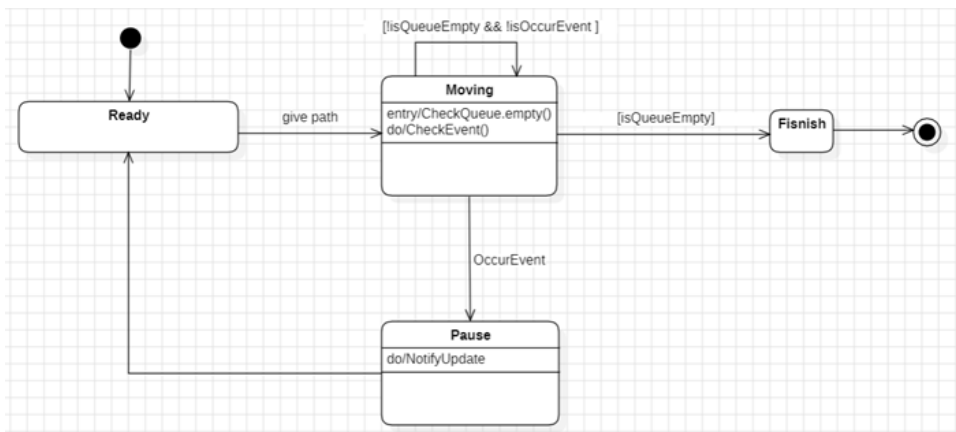 [!isQueueEmpty && !isOccurEvent ]
Moving
entry/CheckQueue.empty()
do/CheckEvent()
Ready
give path
[isQueueEmpty]
Fisnish
OccurEvent
Pause
do/NotifyUpdate